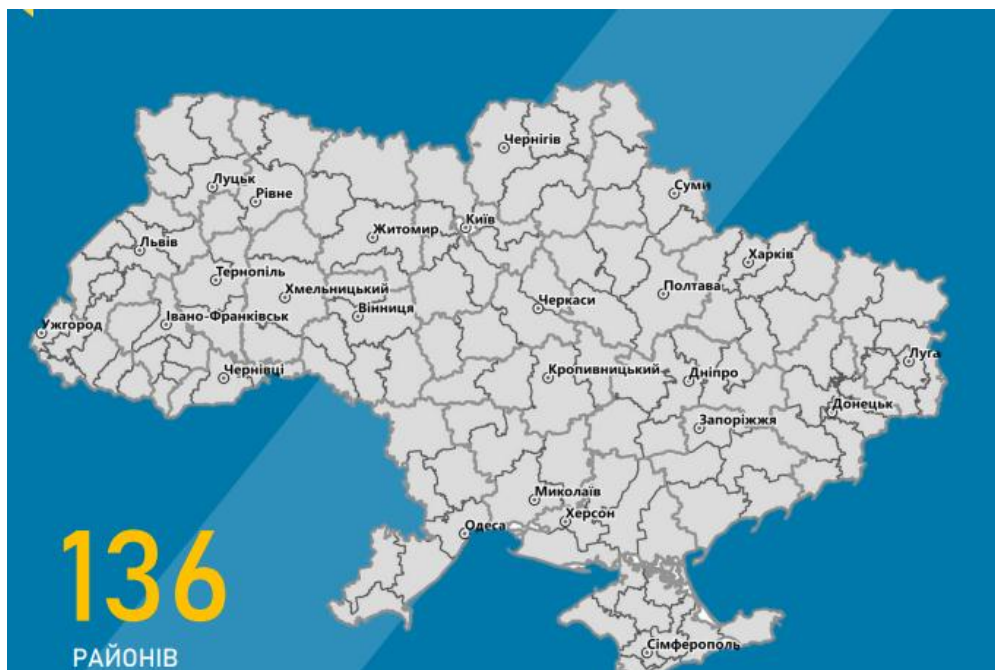 Чернігів
Луцьк
Суми
Рівне
Київ
Житомир
Львів
Харків
Тернопіль
Хмельницький
Полтава
Черкаси
Вінниця
Івано-Франківськ
Ужгород
Луга
Чернівці
Кропивницький
Дніпро
Донецьк
Запоріжжя
Миколаїв
Херсон
Одеса
136
РАЙОНІВ
Сімферополь